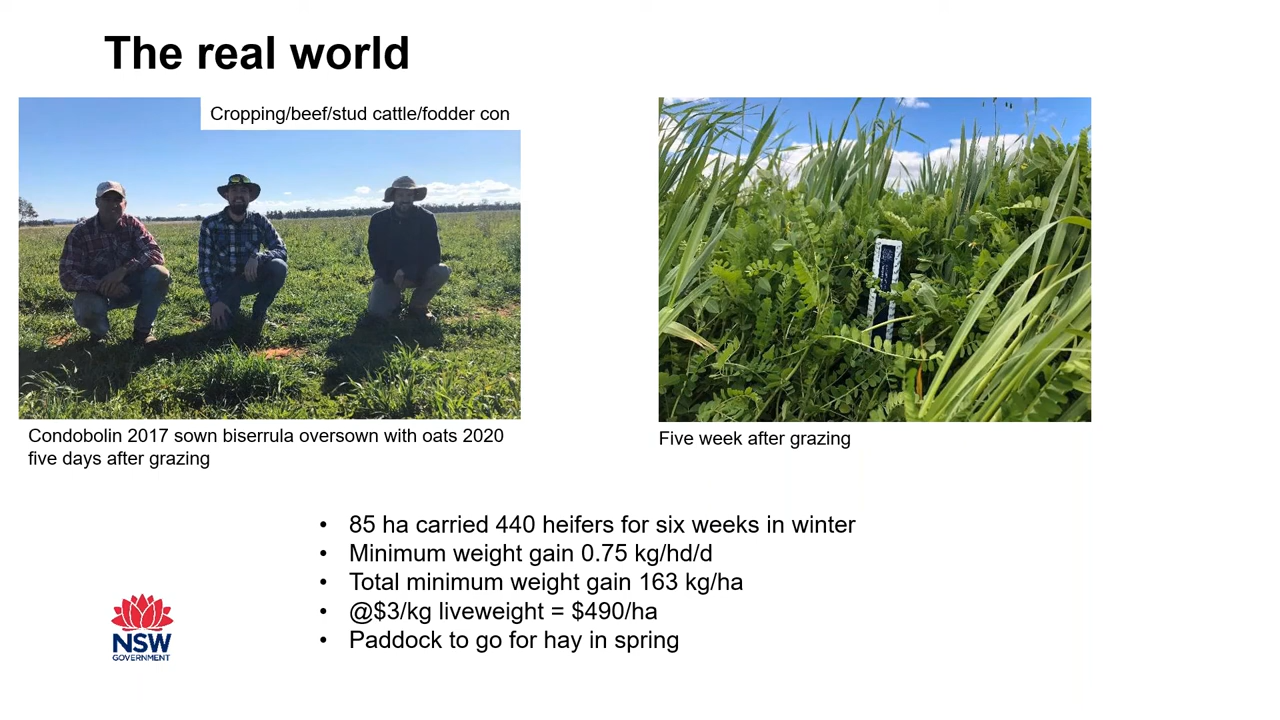 The real world
Cropping/beef/stud cattle/fodder con
Condobolin 2017 sown biserrula oversown with oats 2020
five days after grazing
Five week after grazing
• 85 ha carried 440 heifers for six weeks in winter
• Minimum weight gain 0.75 kg/hd/d
• Total minimum weight gain 163 kg/ha
• @$3/kg liveweight = $490/ha
• Paddock to go for hay in spring
NSW
GOVERNMENT